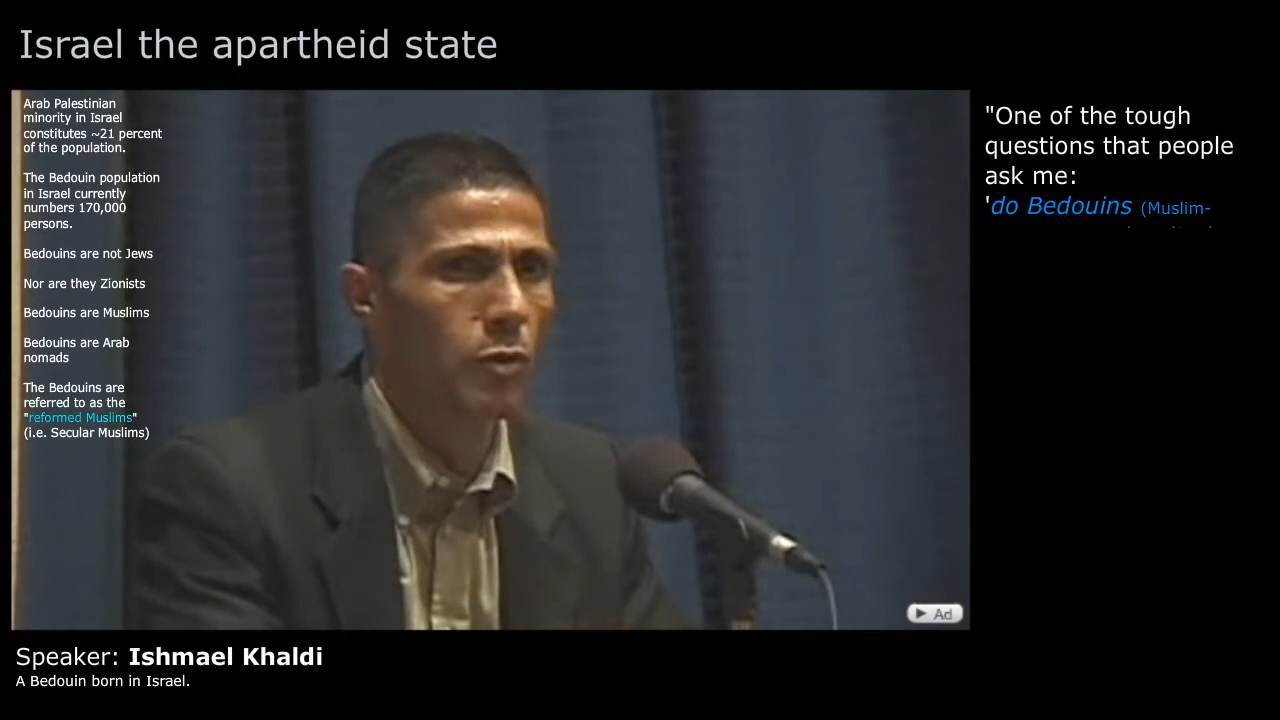 Israel the apartheid state
Arab Palestinian
minority in Israel
constitutes ~21 percent
of the population.
The Bedouin population
in Israel currently
numbers 170,000
persons.
Bedouins are not Jews
Nor are they Zionists
Bedouins are Muslims
Bedouins are Arab
nomads
The Bedouins are
referred to as the
"reformed Muslims"
(i.e. Secular Muslims)
"One of the tough
questions that people
ask me:
'do Bedouins (Muslim-
Ad
Speaker: Ishmael Khaldi
A Bedouin born in Israel.